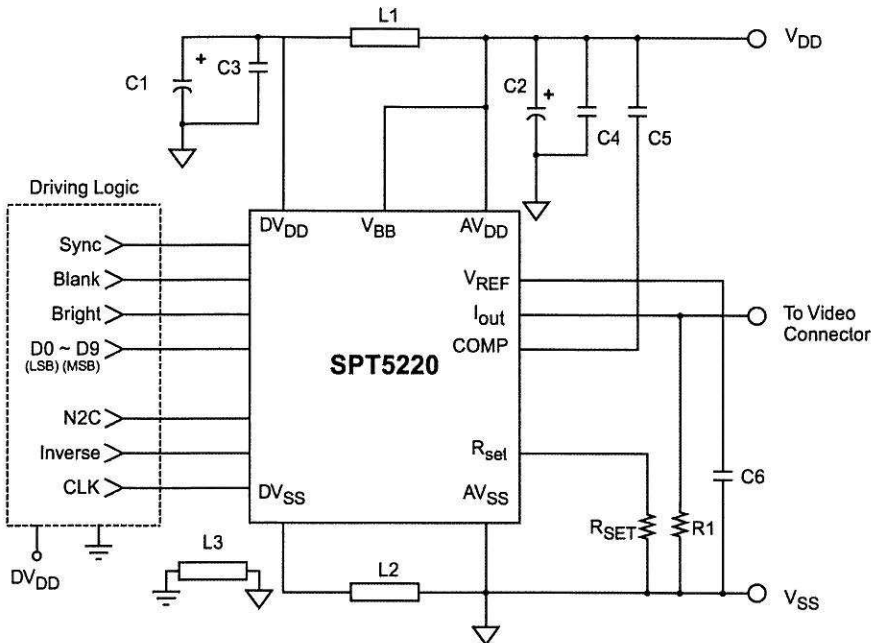 L1
VDD
+
C1
C3
C2
+
C4
C5
Driving Logic
DVDD
VBB
AVDD
Sync
Blank
Bright
D0 ~ D9
(LSB) (MSB)
N2C
Inverse
CLK
VREF
Iout
COMP
To Video
Connector
SPT5220
Rset
DVSS
AVSS
C6
RSET
R1
DVDD
L3
L2
VSS